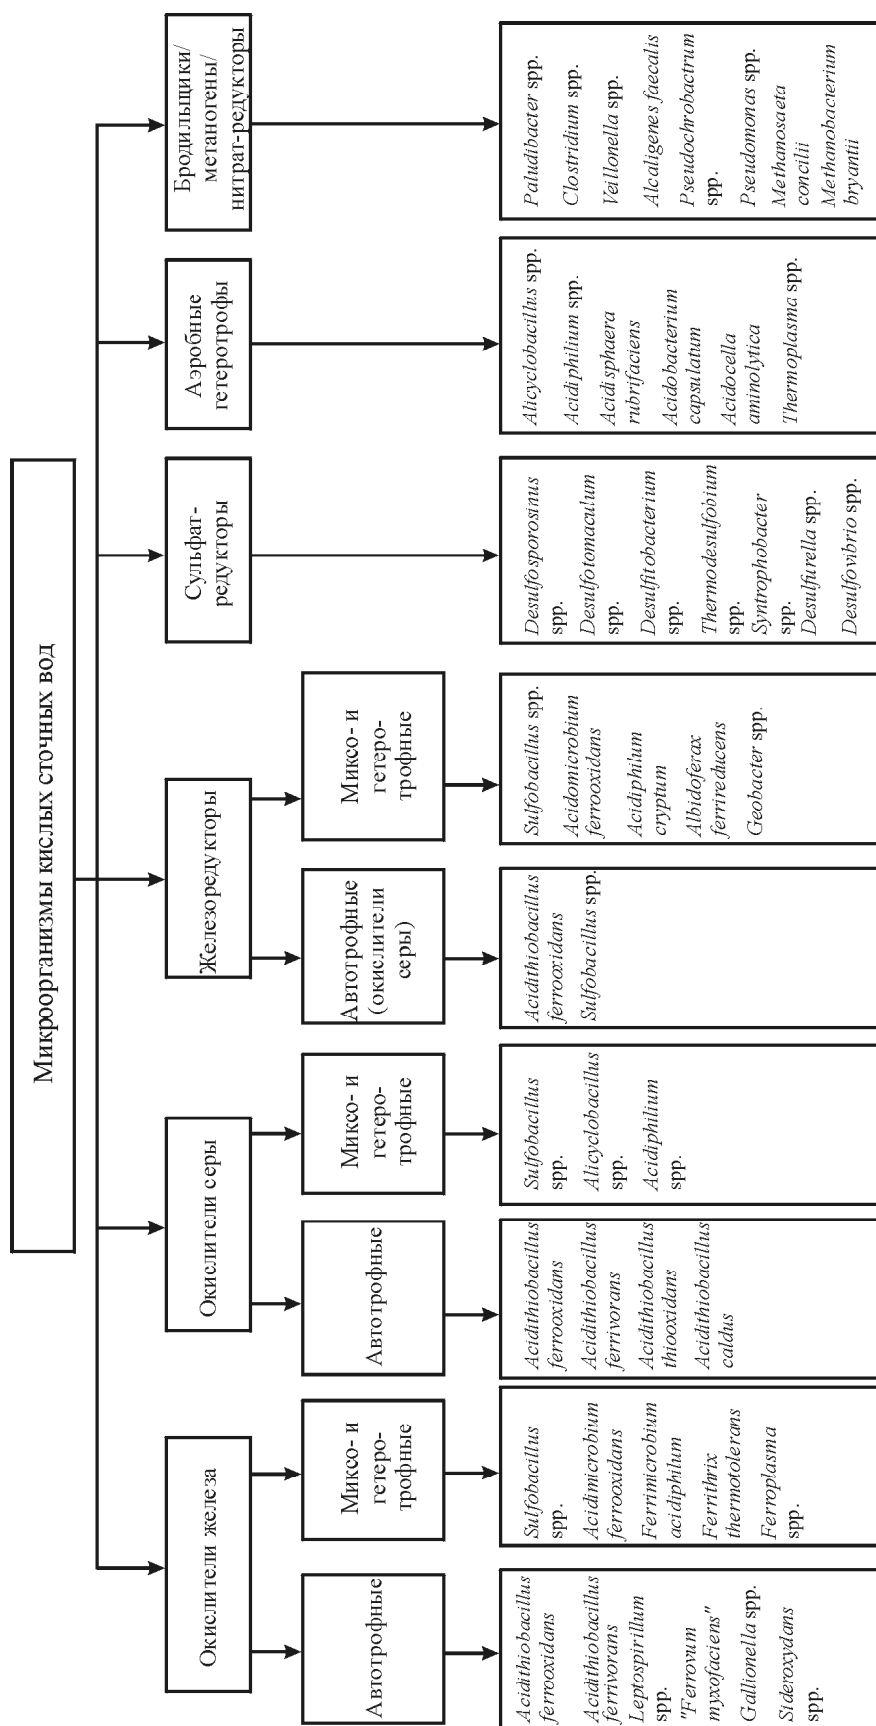 Микроорганизмы кислых сточных вод
Окислители железа
Автотрофные
Acidithiobacillus
ferrooxidans
Acidithiobacillus
ferrivorans
Leptospirillum
spp.
"Ferrovum
myxofaciens"
Gallionella spp.
Sideroxydans
spp.
Миксо- и
гетеро-
трофные
Sulfobacillus
spp.
Acidimicrobium
ferrooxidans
Ferrimicrobium
acidiphilum
Ferrithrix
thermotolerans
Ferroplasma
spp.
Окислители серы
Автотрофные
Acidithiobacillus
ferrooxidans
Acidithiobacillus
ferrivorans
Acidithiobacillus
thiooxidans
Acidithiobacillus
caldus
Миксо- и
гетеро-
трофные
Sulfobacillus
spp.
Alicyclobacillus
spp.
Acidiphilium
spp.
Железоредукторы
Автотрофные
(окислители
серы)
Acidithiobacillus
ferrooxidans
Sulfobacillus spp.
Миксо- и
гетеро-
трофные
Sulfobacillus spp.
Acidomicrobium
ferrooxidans
Acidiphilum
cryptum
Albidoferax
ferrireducens
Geobacter spp.
Сульфат-
редукторы
Desulfosporosinus
spp.
Desulfotomaculum
spp.
Desulfitobacterium
spp.
Thermodesulfobium
spp.
Syntrophobacter
spp.
Desulfurella spp.
Desulfovibrio spp.
Аэробные
гетеротрофы
Alicyclobacillus spp.
Acidiphilium spp.
Acidisphaera
rubrifaciens
Acidobacterium
capsulatum
Acidocella
aminolytica
Thermoplasma spp.
Бродильщики/
метаногены/
нитрат-редукторы
Paludibacter spp.
Clostridium spp.
Veillonella spp.
Alcaligenes faecalis
Pseudochrobactrum
spp.
Pseudomonas spp.
Methanosaeta
concilii
Methanobacterium
bryantii